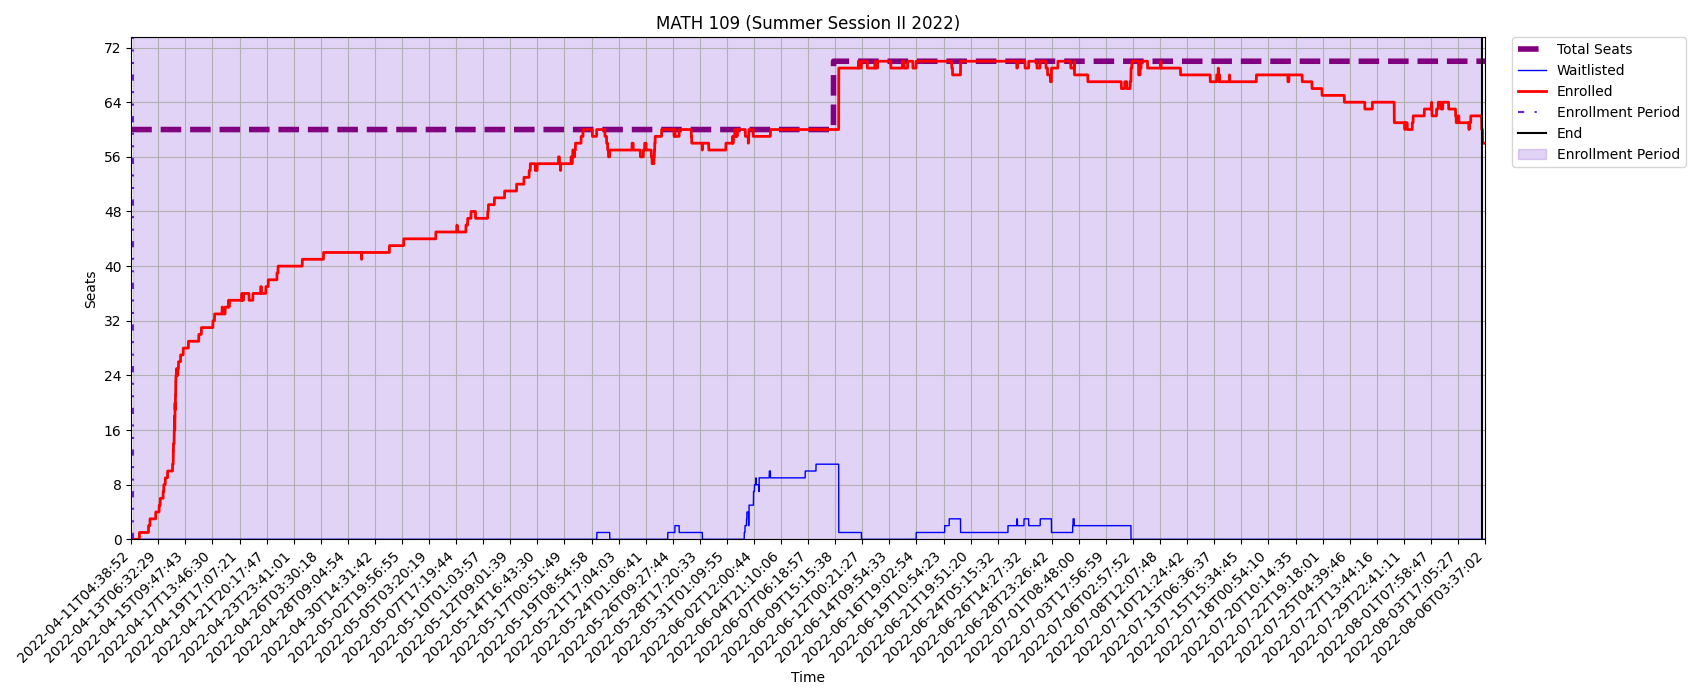 MATH 109 (Summer Session II 2022)
Total Seats
Waitlisted
Enrolled
Enrollment Period
End
Enrollment Period
Seats
72
64
56
48
40
32
24
16
8
0
2022-04-11T04:38:52
2022-04-13T06:32:29
2022-04-15T09:47:43
2022-04-17T13:46:30
2022-04-19T17:07:21
2022-04-21T20:17:47
2022-04-23T23:41:01
2022-04-26T03:30:18
2022-04-28T09:04:54
2022-04-30T14:31:42
2022-05-02T19:56:55
2022-05-05T03:20:19
2022-05-07T17:19:44
2022-05-10T01:03:57
2022-05-12T09:01:39
2022-05-14T16:43:30
2022-05-17T00:51:49
2022-05-19T08:54:58
2022-05-21T17:04:03
2022-05-24T01:06:41
2022-05-26T09:27:44
2022-05-28T17:20:33
2022-05-31T01:09:55
2022-06-02T12:00:44
2022-06-04T21:10:06
2022-06-07T06:18:57
2022-06-09T15:15:38
2022-06-12T00:21:27
2022-06-14T09:54:33
2022-06-16T19:02:54
2022-06-19T10:54:23
2022-06-21T19:51:20
2022-06-24T05:15:32
2022-06-26T14:27:32
2022-06-28T23:26:42
2022-07-01T08:48:00
2022-07-03T17:56:59
2022-07-06T02:57:52
2022-07-08T12:07:48
2022-07-10T21:24:42
2022-07-13T06:36:37
2022-07-15T15:34:45
2022-07-18T00:54:10
2022-07-20T10:14:35
2022-07-22T19:18:01
2022-07-25T04:39:46
2022-07-27T13:44:16
2022-07-29T22:41:11
2022-08-01T07:58:47
2022-08-03T17:05:27
2022-08-06T03:37:02
Time